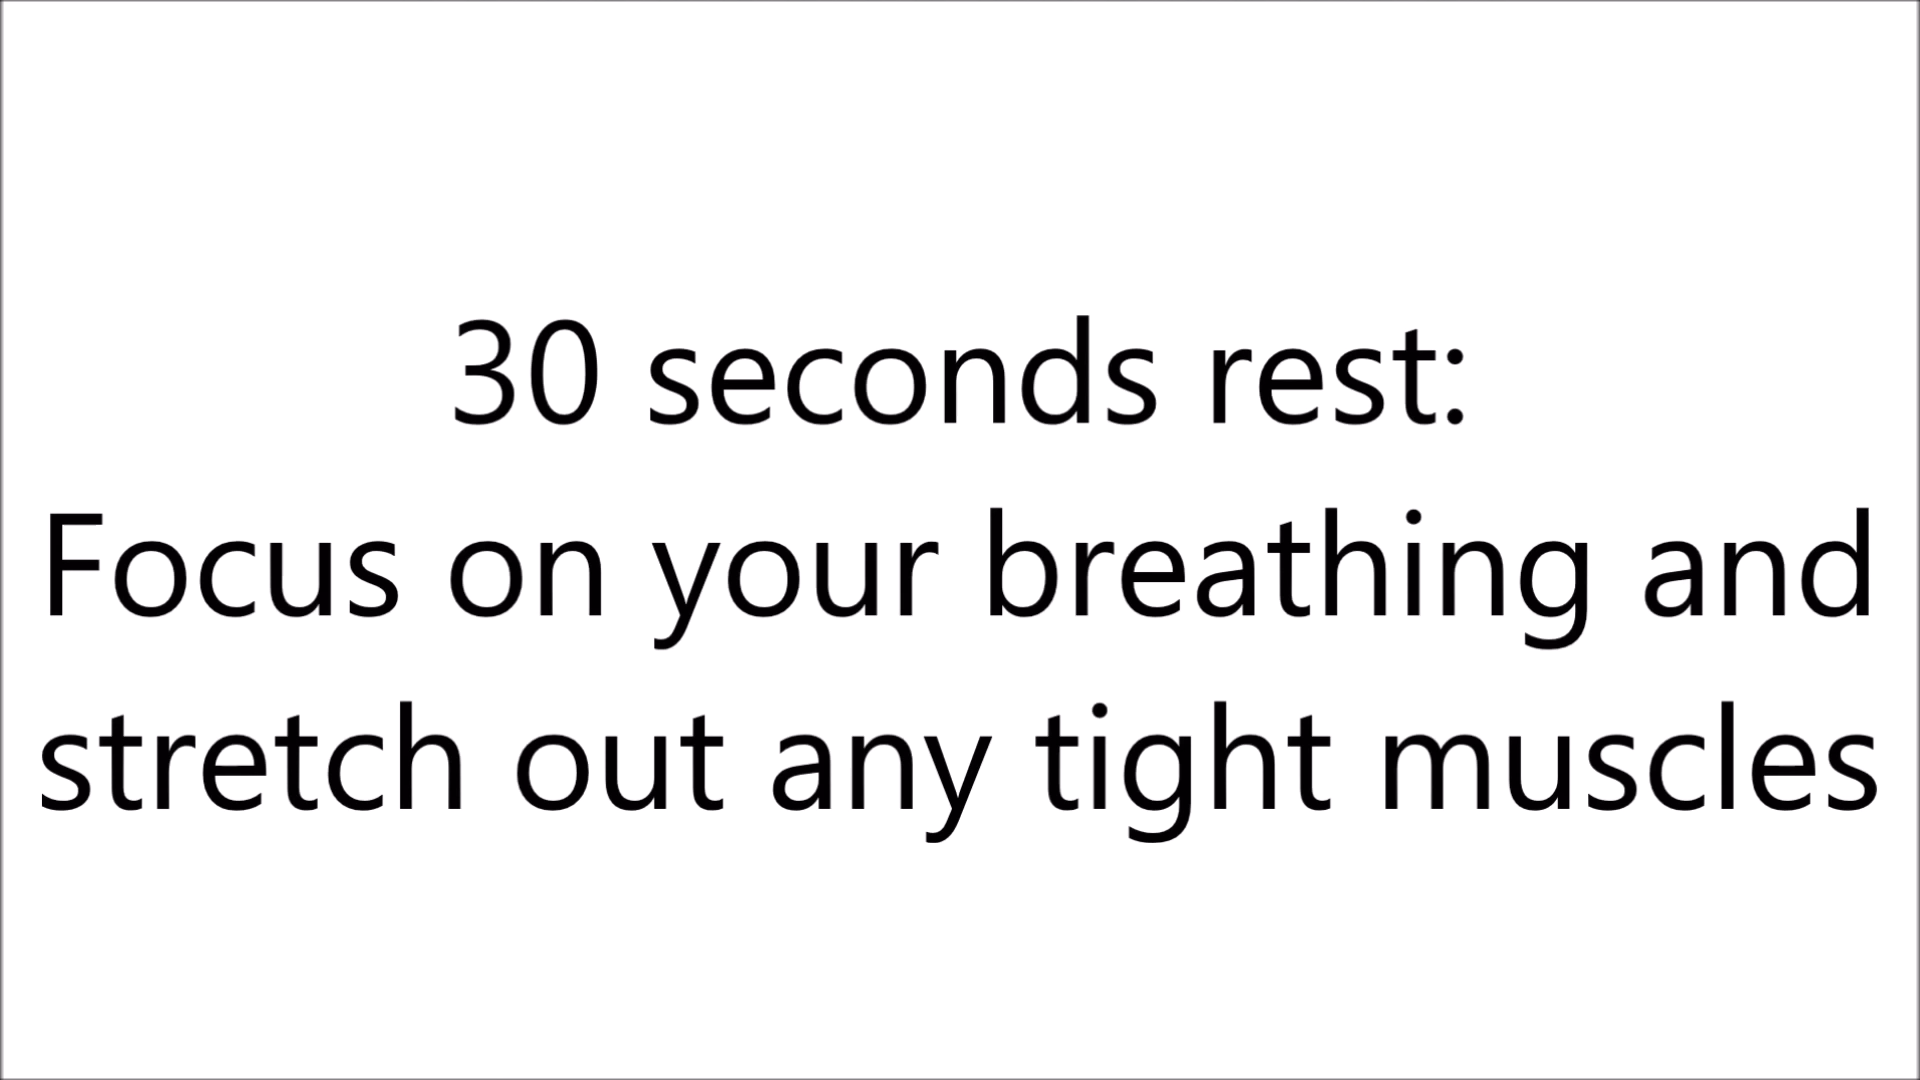 30 seconds rest:
Focus on your breathing and
stretch out any tight muscles